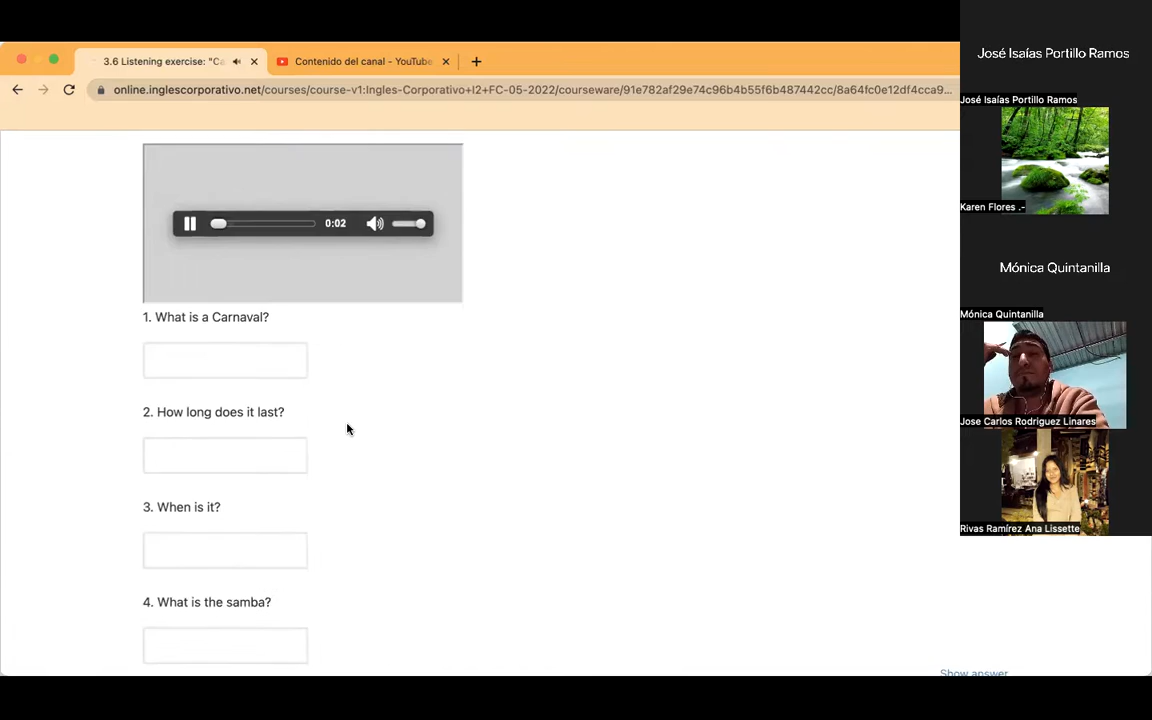 José Isaías Portillo Ramos
3.6 Listening exercise: "Ca
Contenido del canal - YouTube
online.inglescorporativo.net/courses/course-v1:Ingles-Corporativo+I2+FC-05-2022/courseware/91e782af29e74c96b4b55f6b487442cc/8a64fc0e12df4cca9...
José Isaías Portillo Ramos
Karen Flores .-
0:02
Mónica Quintanilla
Mónica Quintanilla
1. What is a Carnaval?
2. How long does it last?
Jose Carlos Rodriguez Linares
3. When is it?
Rivas Ramírez Ana Lissette
4. What is the samba?
Show answer